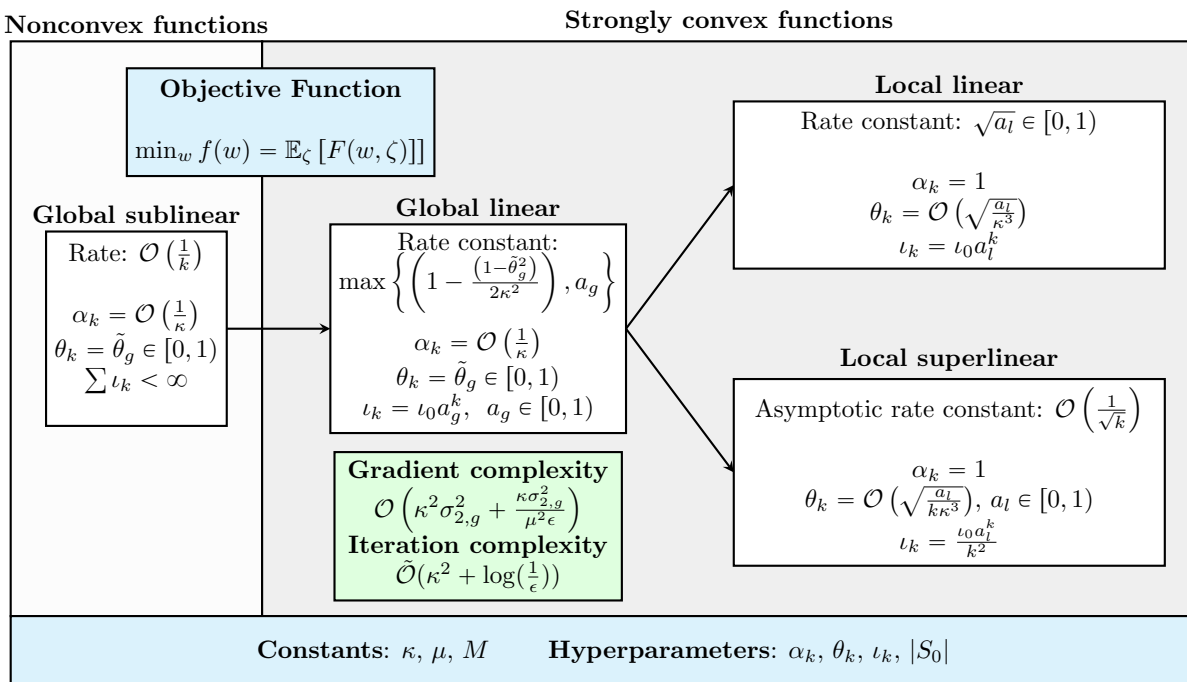 Nonconvex functions
Strongly convex functions
Objective Function
min_w f(w) = 𝔼_ζ [F(w, ζ)]]
Global sublinear
Rate: 𝒪(1/k)
α_k = 𝒪(1/κ)
θ_k = θ̃_g ∈ [0, 1)
∑ ι_k < ∞
Global linear
Rate constant:
max{(1 − (1−θ̃_g^2)/(2κ^2)), a_g}
α_k = 𝒪(1/κ)
θ_k = θ̃_g ∈ [0, 1)
ι_k = ι_0 a_g^k, a_g ∈ [0, 1)
Gradient complexity
𝒪(κ^2 σ_{2,g}^2 + κσ_{2,g}^2/(μ^2 ϵ))
Iteration complexity
𝒪̃(κ^2 + log(1/ϵ))
Local linear
Rate constant: √a_l ∈ [0, 1)
α_k = 1
θ_k = 𝒪(√(a_l/κ^3))
ι_k = ι_0 a_l^k
Local superlinear
Asymptotic rate constant: 𝒪(1/√k)
α_k = 1
θ_k = 𝒪(√(a_l/(kκ^3))), a_l ∈ [0, 1)
ι_k = ι_0 a_l^k/k^2
Constants: κ, μ, M Hyperparameters: α_k, θ_k, ι_k, |S_0|